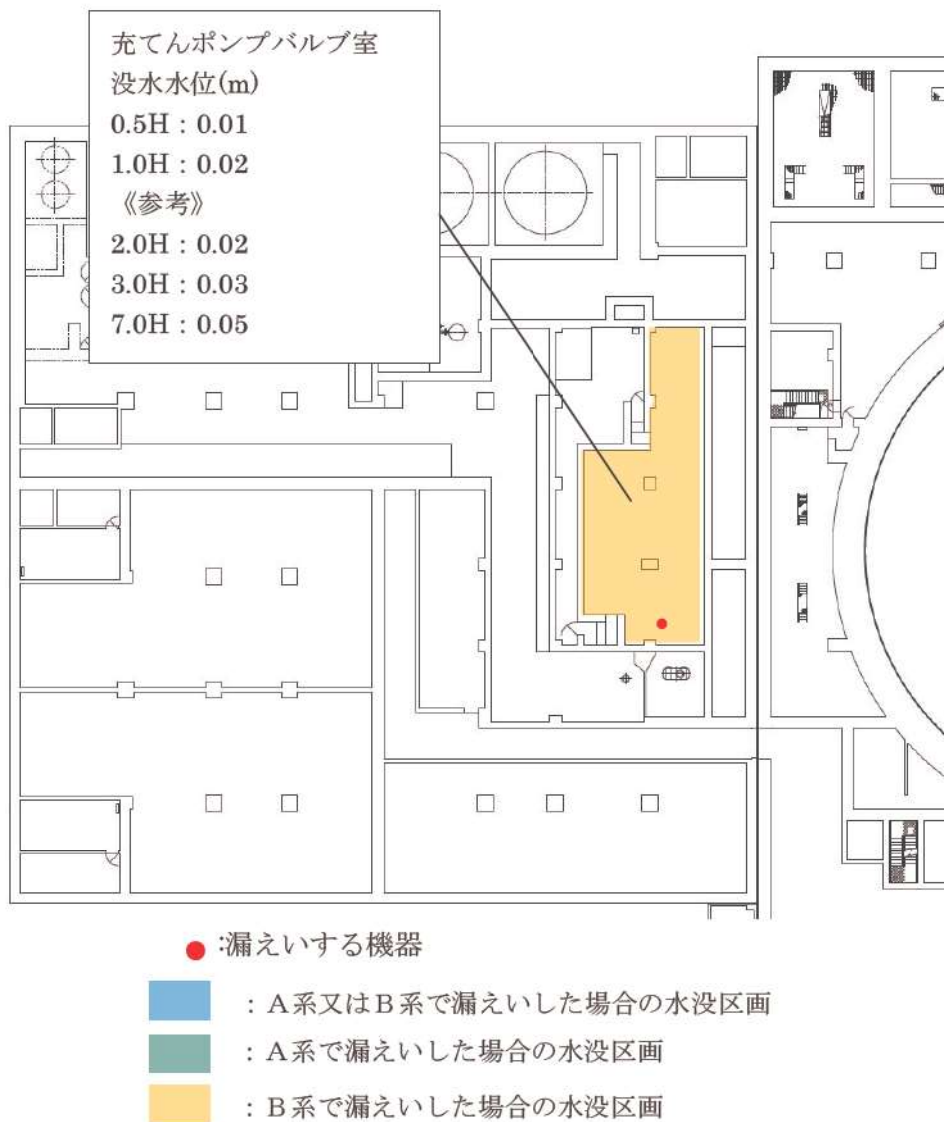 充てんポンプバルブ室
没水水位(m)
0.5H：0.01
1.0H：0.02
《参考》
2.0H：0.02
3.0H：0.03
7.0H：0.05
:漏えいする機器
：A系又はB系で漏えいした場合の水没区画
：A系で漏えいした場合の水没区画
：B系で漏えいした場合の水没区画